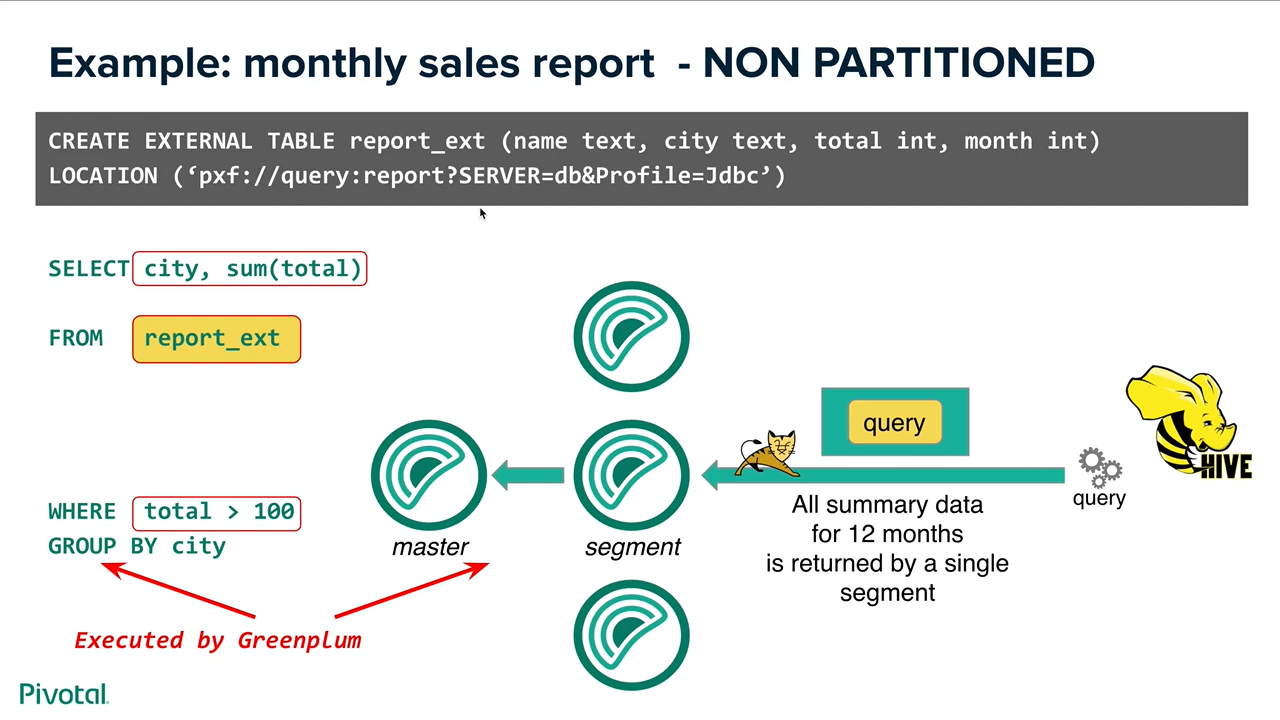 Example: monthly sales report - NON PARTITIONED
CREATE EXTERNAL TABLE report_ext (name text, city text, total int, month int)
LOCATION (‘pxf://query:report?SERVER=db&Profile=Jdbc’)
SELECT city, sum(total)
FROM report_ext
WHERE total > 100
GROUP BY city
Executed by Greenplum
master
segment
query
All summary data
for 12 months
is returned by a single
segment
query
HIVE
Pivotal.